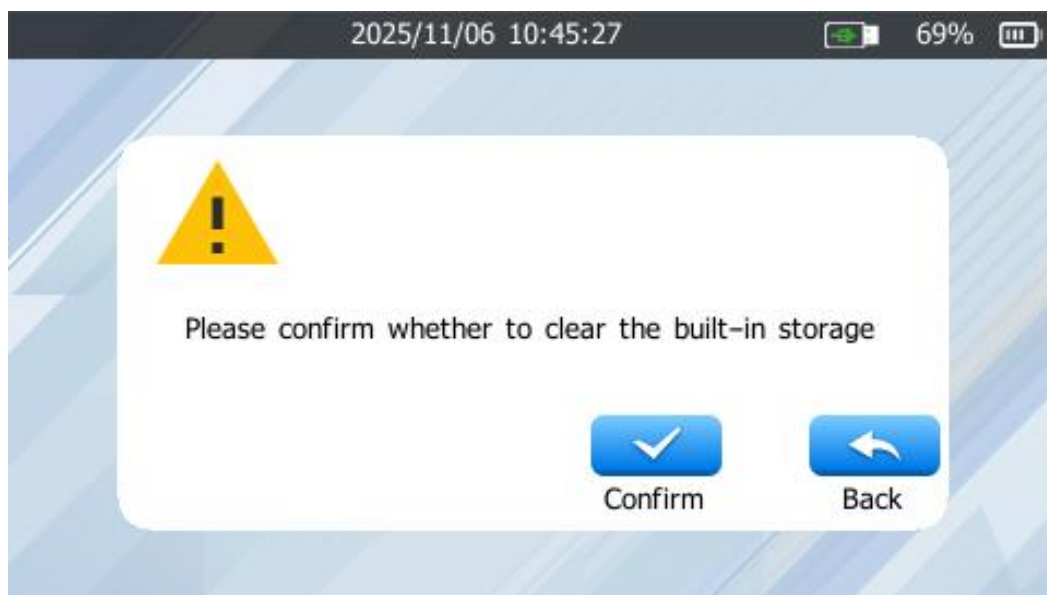 2025/11/06 10:45:27 69%
Please confirm whether to clear the built-in storage
Confirm Back